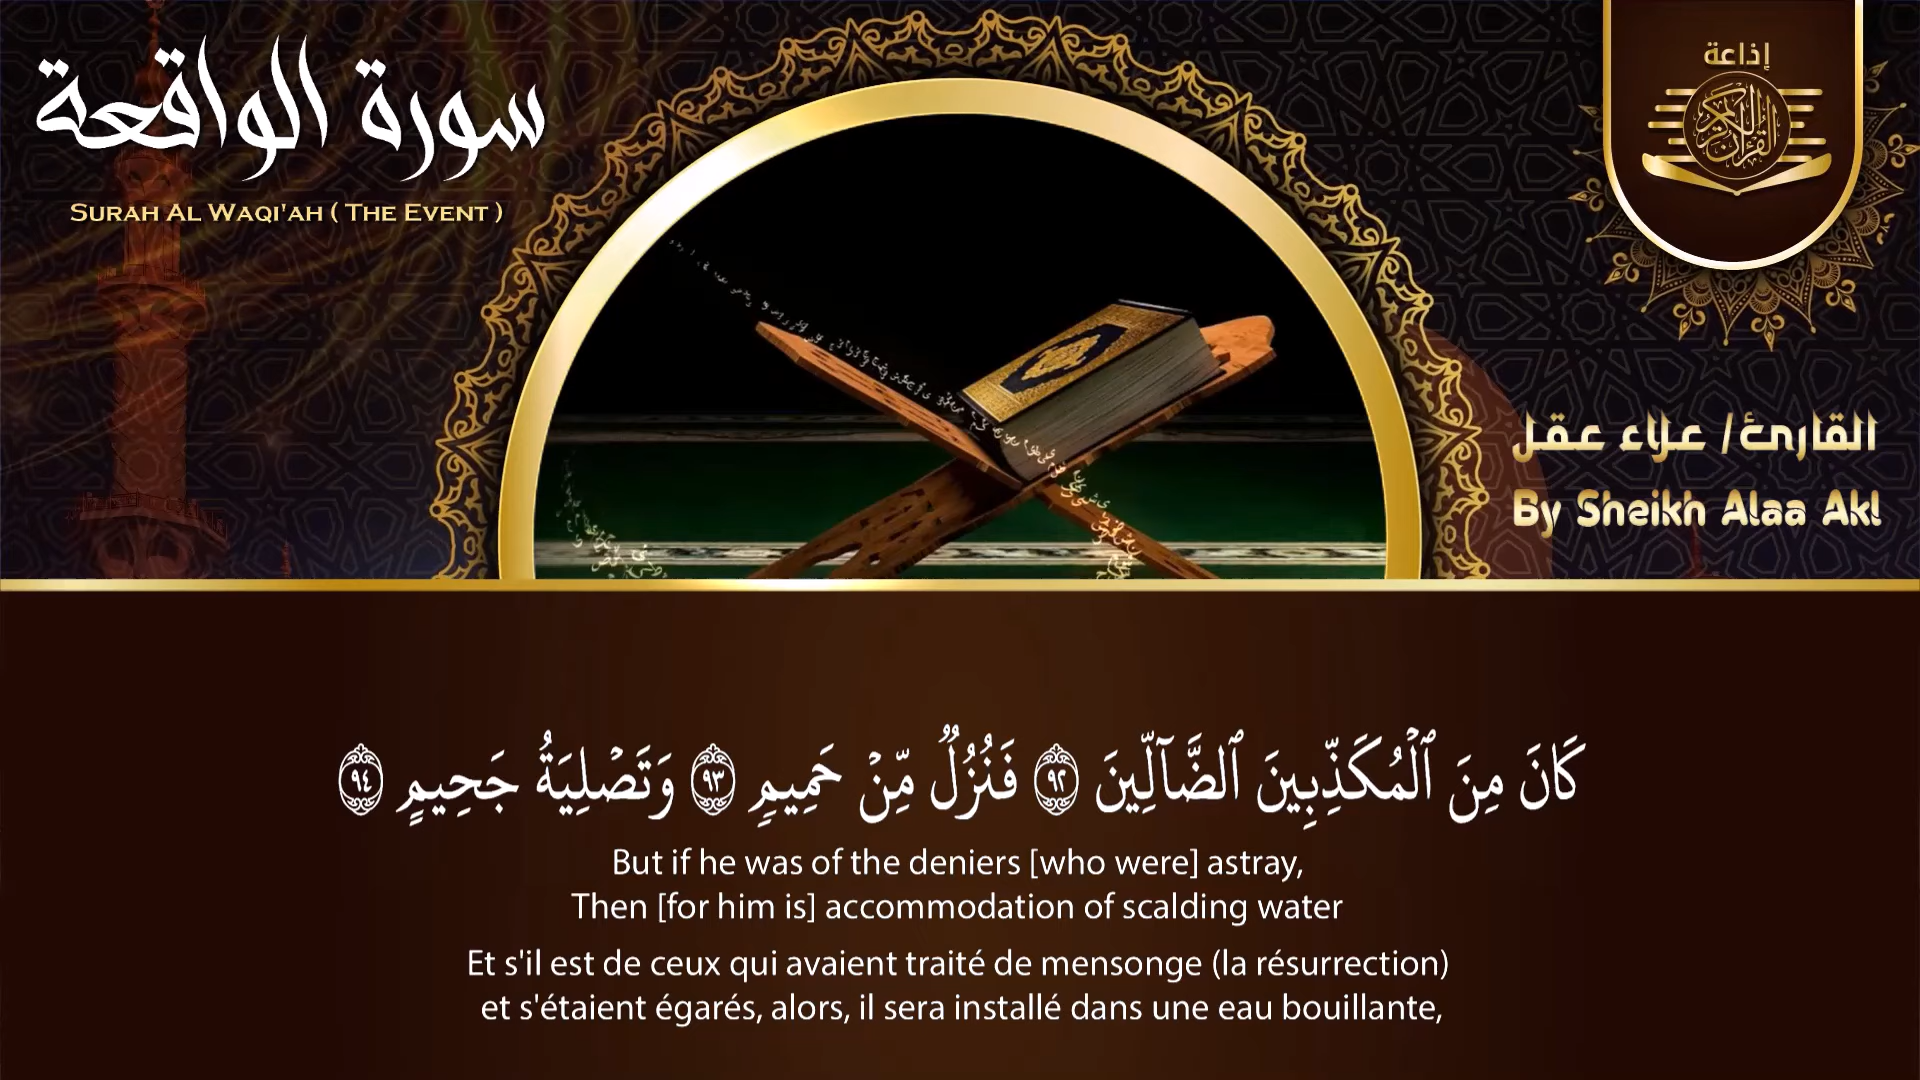 سورة الواقعة
SURAH AL WAQI'AH ( THE EVENT )
إذاعة
القرآن الكريم
القارئ/ علاء عقل
By Sheikh Alaa Akl
كَانَ مِنَ ٱلْمُكَذِّبِينَ ٱلضَّآلِّينَ ٩٢ فَنُزُلٌ مِّنْ حَمِيمٍ ٩٣ وَتَصْلِيَةُ جَحِيمٍ ٩٤
But if he was of the deniers [who were] astray,
Then [for him is] accommodation of scalding water
Et s'il est de ceux qui avaient traité de mensonge (la résurrection)
et s'étaient égarés, alors, il sera installé dans une eau bouillante,